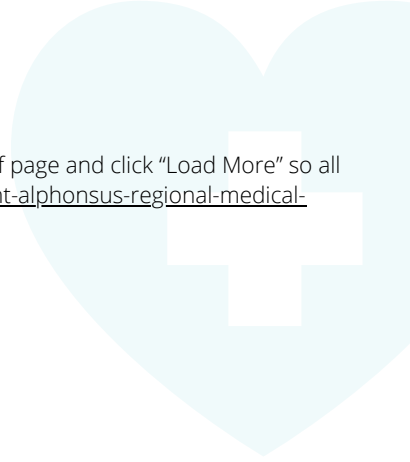 f page and click “Load More” so all
nt-alphonsus-regional-medical-